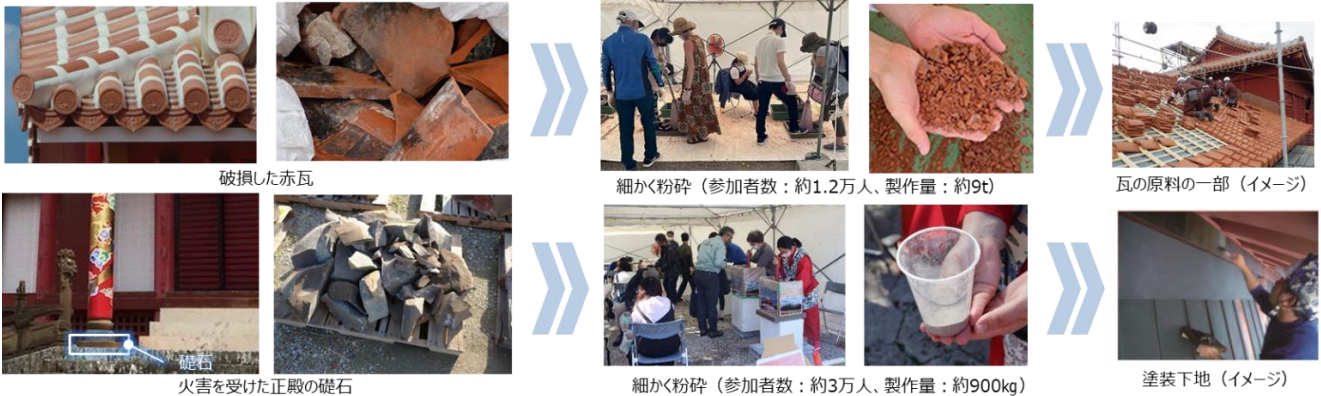 破損した赤瓦
細かく粉砕（参加者数：約1.2万人、製作量：約9t）
瓦の原料の一部（イメージ）
礎石
火害を受けた正殿の礎石
細かく粉砕（参加者数：約3万人、製作量：約900㎏）
塗装下地（イメージ）